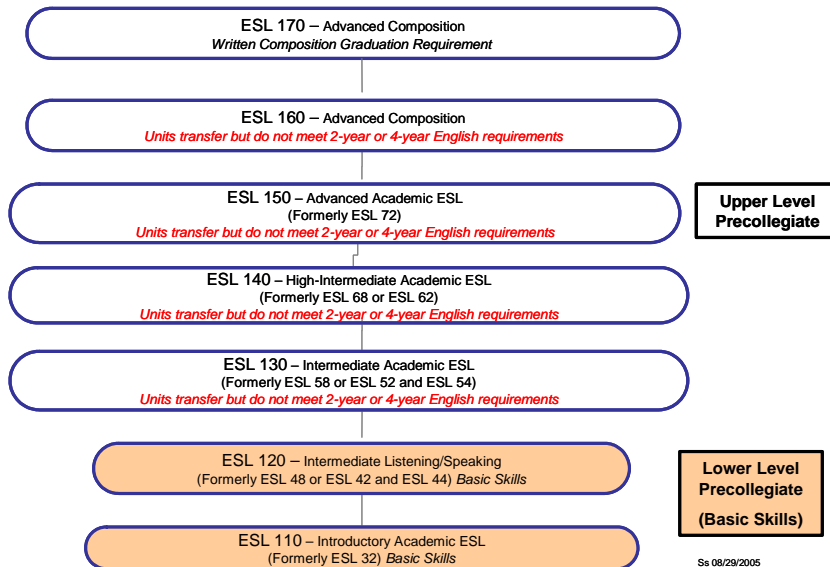 ESL 170 – Advanced Composition
Written Composition Graduation Requirement
ESL 160 – Advanced Composition
Units transfer but do not meet 2-year or 4-year English requirements
ESL 150 – Advanced Academic ESL
(Formerly ESL 72)
Units transfer but do not meet 2-year or 4-year English requirements
Upper Level
Precollegiate
ESL 140 – High-Intermediate Academic ESL
(Formerly ESL 68 or ESL 62)
Units transfer but do not meet 2-year or 4-year English requirements
ESL 130 – Intermediate Academic ESL
(Formerly ESL 58 or ESL 52 and ESL 54)
Units transfer but do not meet 2-year or 4-year English requirements
ESL 120 – Intermediate Listening/Speaking
(Formerly ESL 48 or ESL 42 and ESL 44) Basic Skills
Lower Level
Precollegiate
(Basic Skills)
ESL 110 – Introductory Academic ESL
(Formerly ESL 32) Basic Skills
Ss 08/29/2005